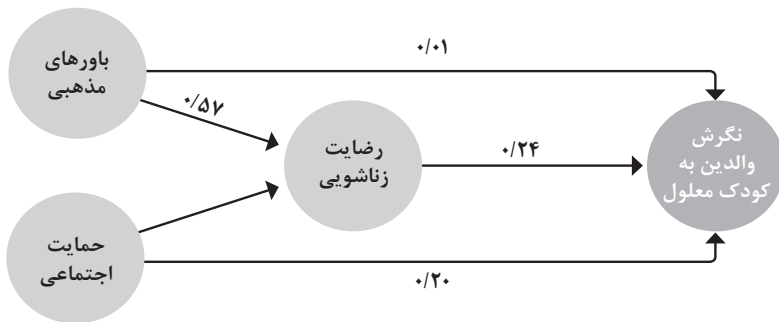 باورهای
مذهبی
۰/۰۱
۰/۵۷
رضایت
زناشویی
۰/۲۴
نگرش
والدین به
کودک معلول
حمایت
اجتماعی
۰/۲۰